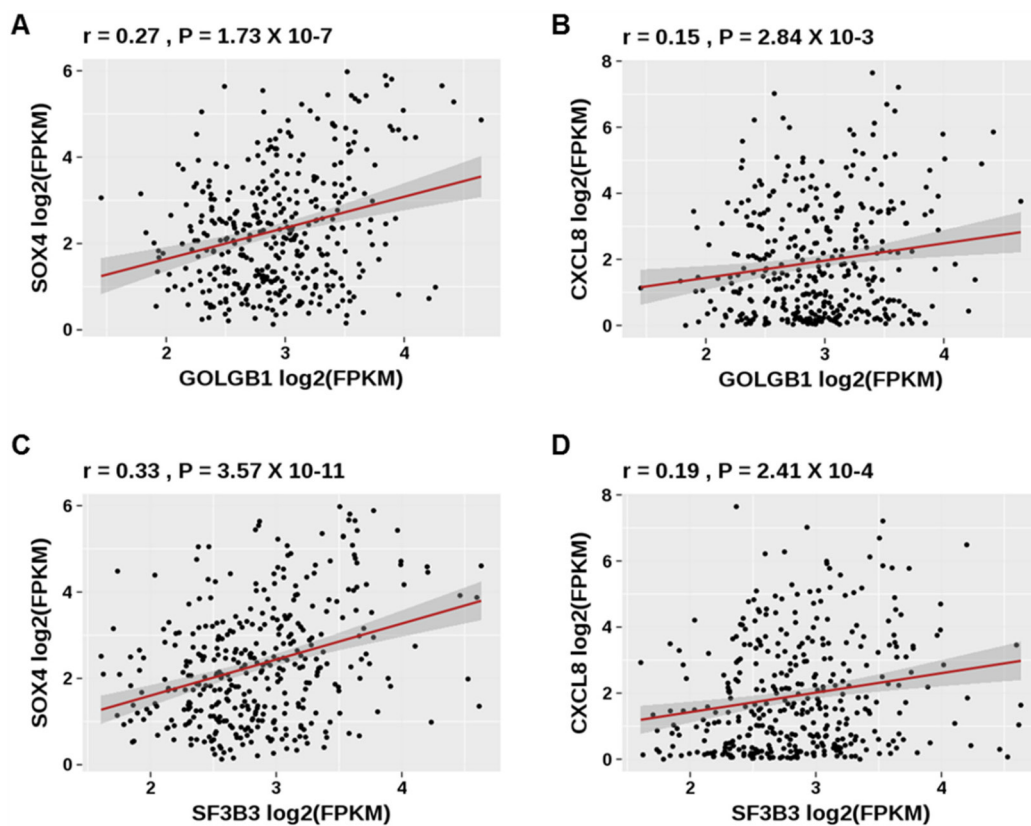 A
r = 0.27 , P = 1.73 X 10-7
SOX4 log2(FPKM)
6
4
2
0
2 3 4
GOLGB1 log2(FPKM)
B
r = 0.15 , P = 2.84 X 10-3
CXCL8 log2(FPKM)
8
6
4
2
0
2 3 4
GOLGB1 log2(FPKM)
C
r = 0.33 , P = 3.57 X 10-11
SOX4 log2(FPKM)
6
4
2
0
2 3 4
SF3B3 log2(FPKM)
D
r = 0.19 , P = 2.41 X 10-4
CXCL8 log2(FPKM)
8
6
4
2
0
2 3 4
SF3B3 log2(FPKM)